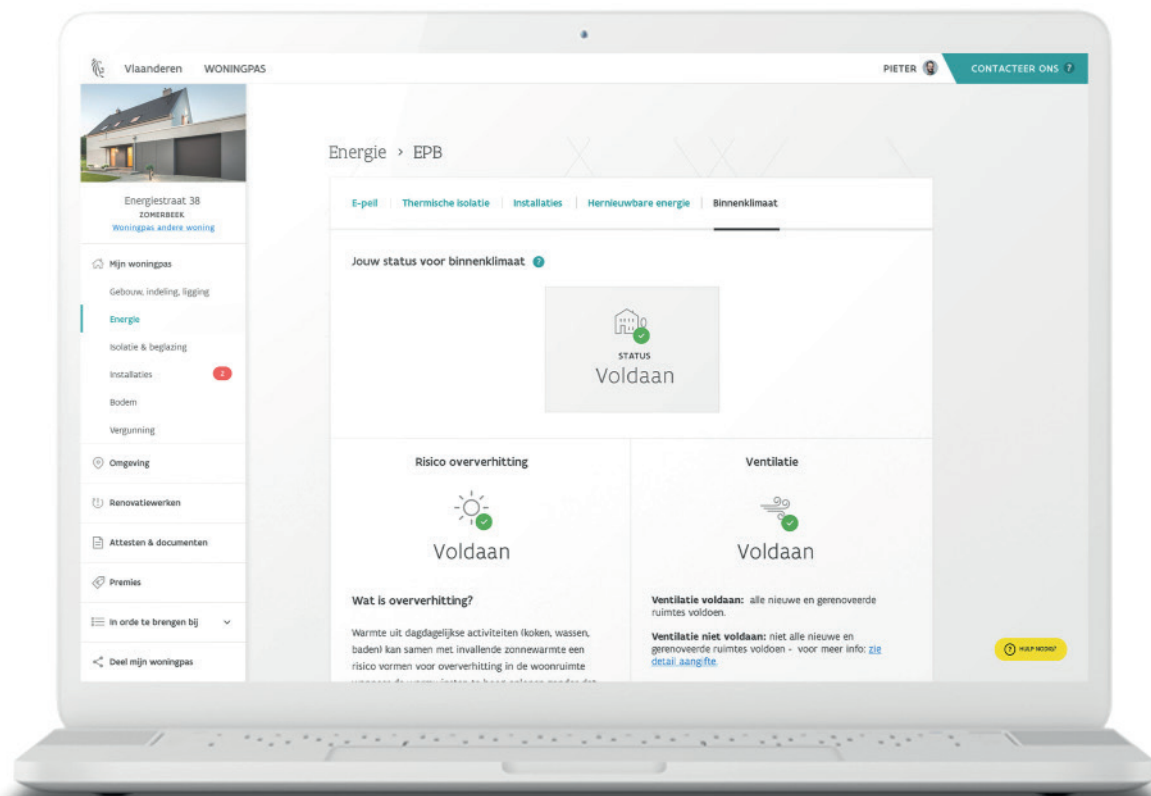 Vlaanderen WONINGPAS
PIETER
CONTACTEER ONS ?
Energiestraat 38
ZOMERBEEK
Woningpas andere woning
Mijn woningpas
Gebouw, indeling, ligging
Energie
Isolatie & beglazing
Installaties 2
Bodem
Vergunning
Omgeving
Renovatiewerken
Attesten & documenten
Premies
In orde te brengen bij
Deel mijn woningpas
Energie > EPB
E-peil Thermische isolatie Installaties Hernieuwbare energie Binnenklimaat
Jouw status voor binnenklimaat ?
STATUS
Voldaan
Risico oververhitting
Voldaan
Wat is oververhitting?
Warmte uit dagdagelijkse activiteiten (koken, wassen,
baden) kan samen met invallende zonnewarmte een
risico vormen voor oververhitting in de woonruimte
Ventilatie
Voldaan
Ventilatie voldaan: alle nieuwe en gerenoveerde
ruimtes voldoen.
Ventilatie niet voldaan: niet alle nieuwe en
gerenoveerde ruimtes voldoen - voor meer info: zie
detail aangifte.
? HULP NODIG?